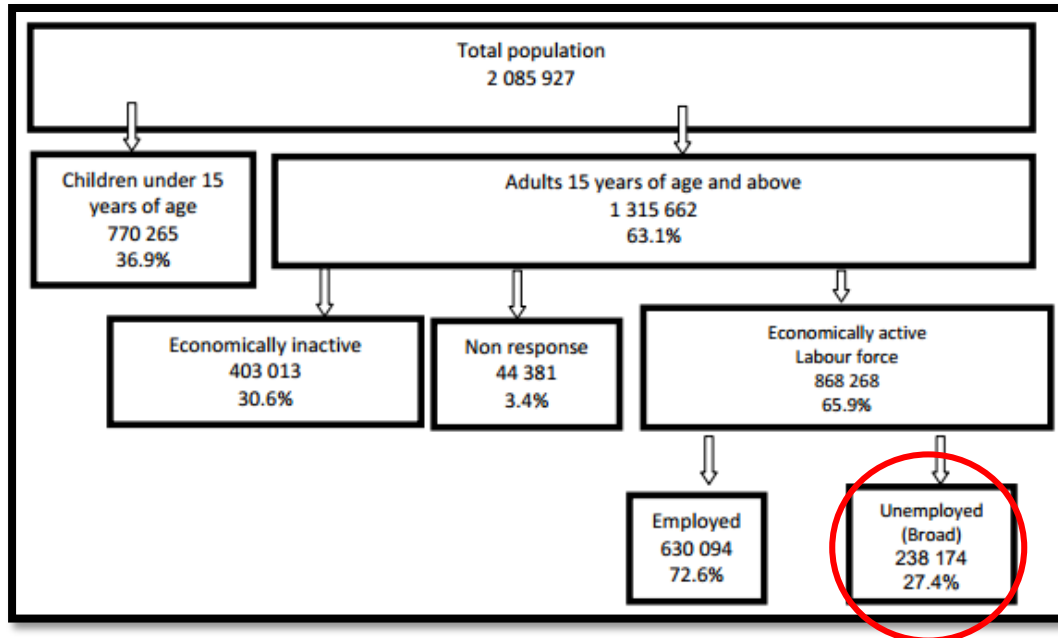 Total population
2 085 927
Children under 15
years of age
770 265
36.9%
Adults 15 years of age and above
1 315 662
63.1%
Economically inactive
403 013
30.6%
Non response
44 381
3.4%
Economically active
Labour force
868 268
65.9%
Employed
630 094
72.6%
Unemployed
(Broad)
238 174
27.4%